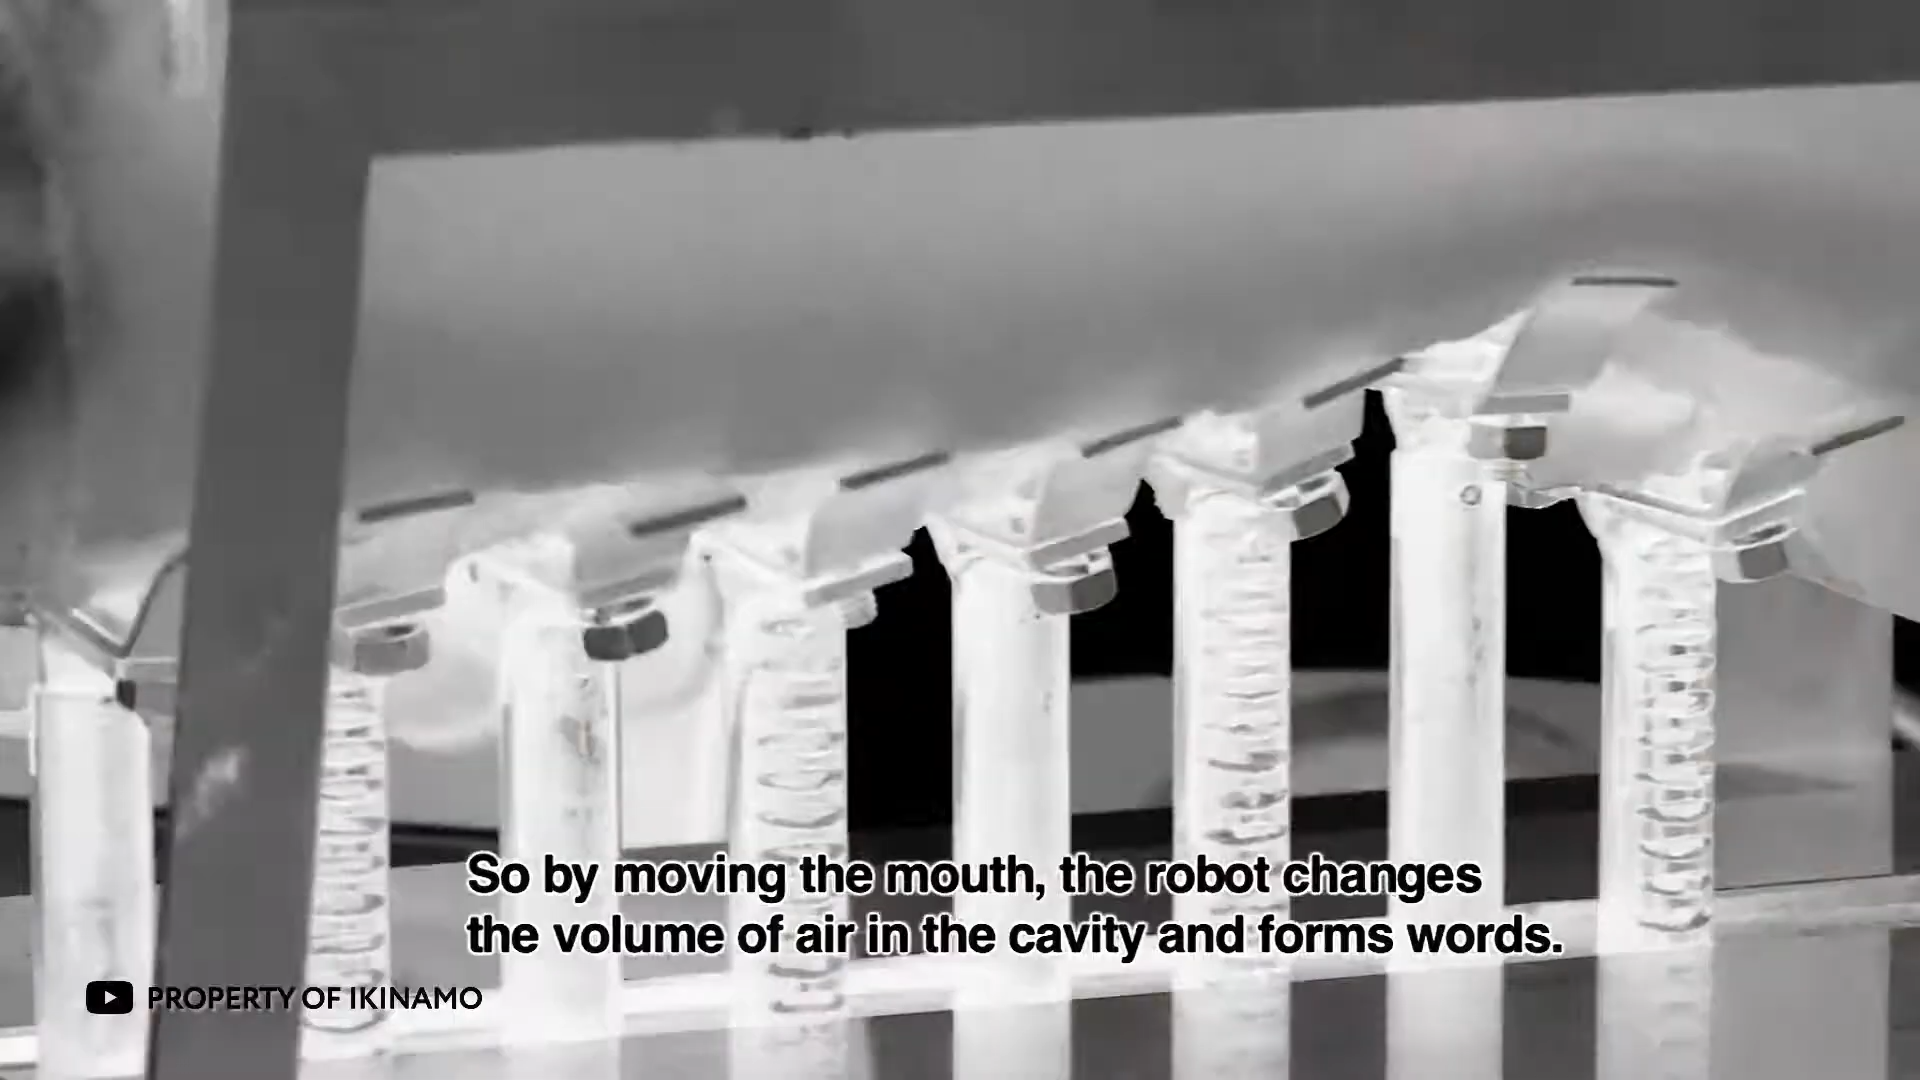 So by moving the mouth, the robot changes
the volume of air in the cavity and forms words.
PROPERTY OF IKINAMO